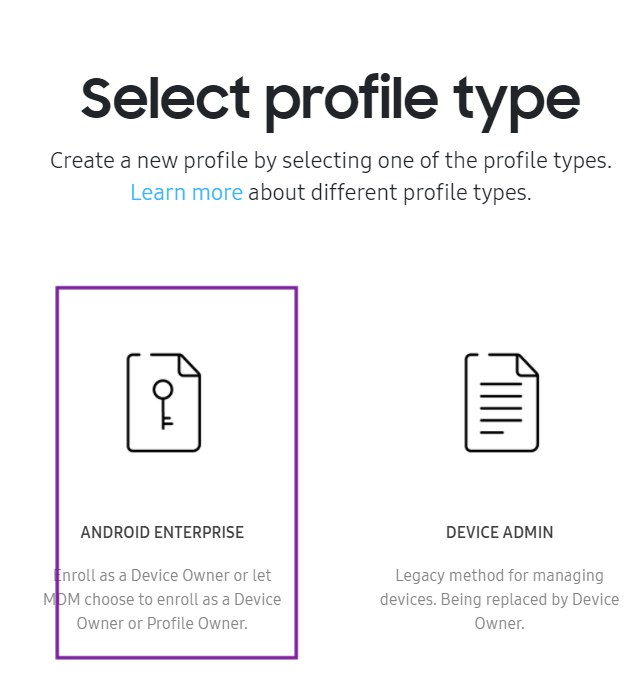 Select profile type
Create a new profile by selecting one of the profile types.
Learn more about different profile types.
ANDROID ENTERPRISE
Enroll as a Device Owner or let
MDM choose to enroll as a Device
Owner or Profile Owner.
DEVICE ADMIN
Legacy method for managing
devices. Being replaced by Device
Owner.